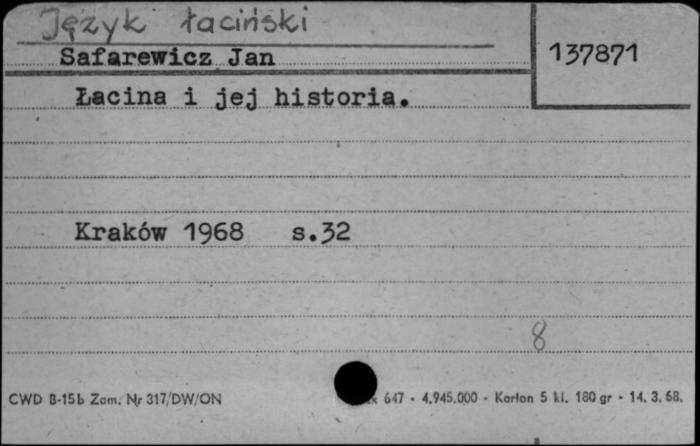 Język łaciński
Safarewicz Jan
137871
Łacina i jej historia.
Kraków 1968 s.32
8
CWD B-15b Zam. Nr 317/DW/ON
647 - 4.945.000 - Karton 5 kl. 180 gr - 14. 3. 68.